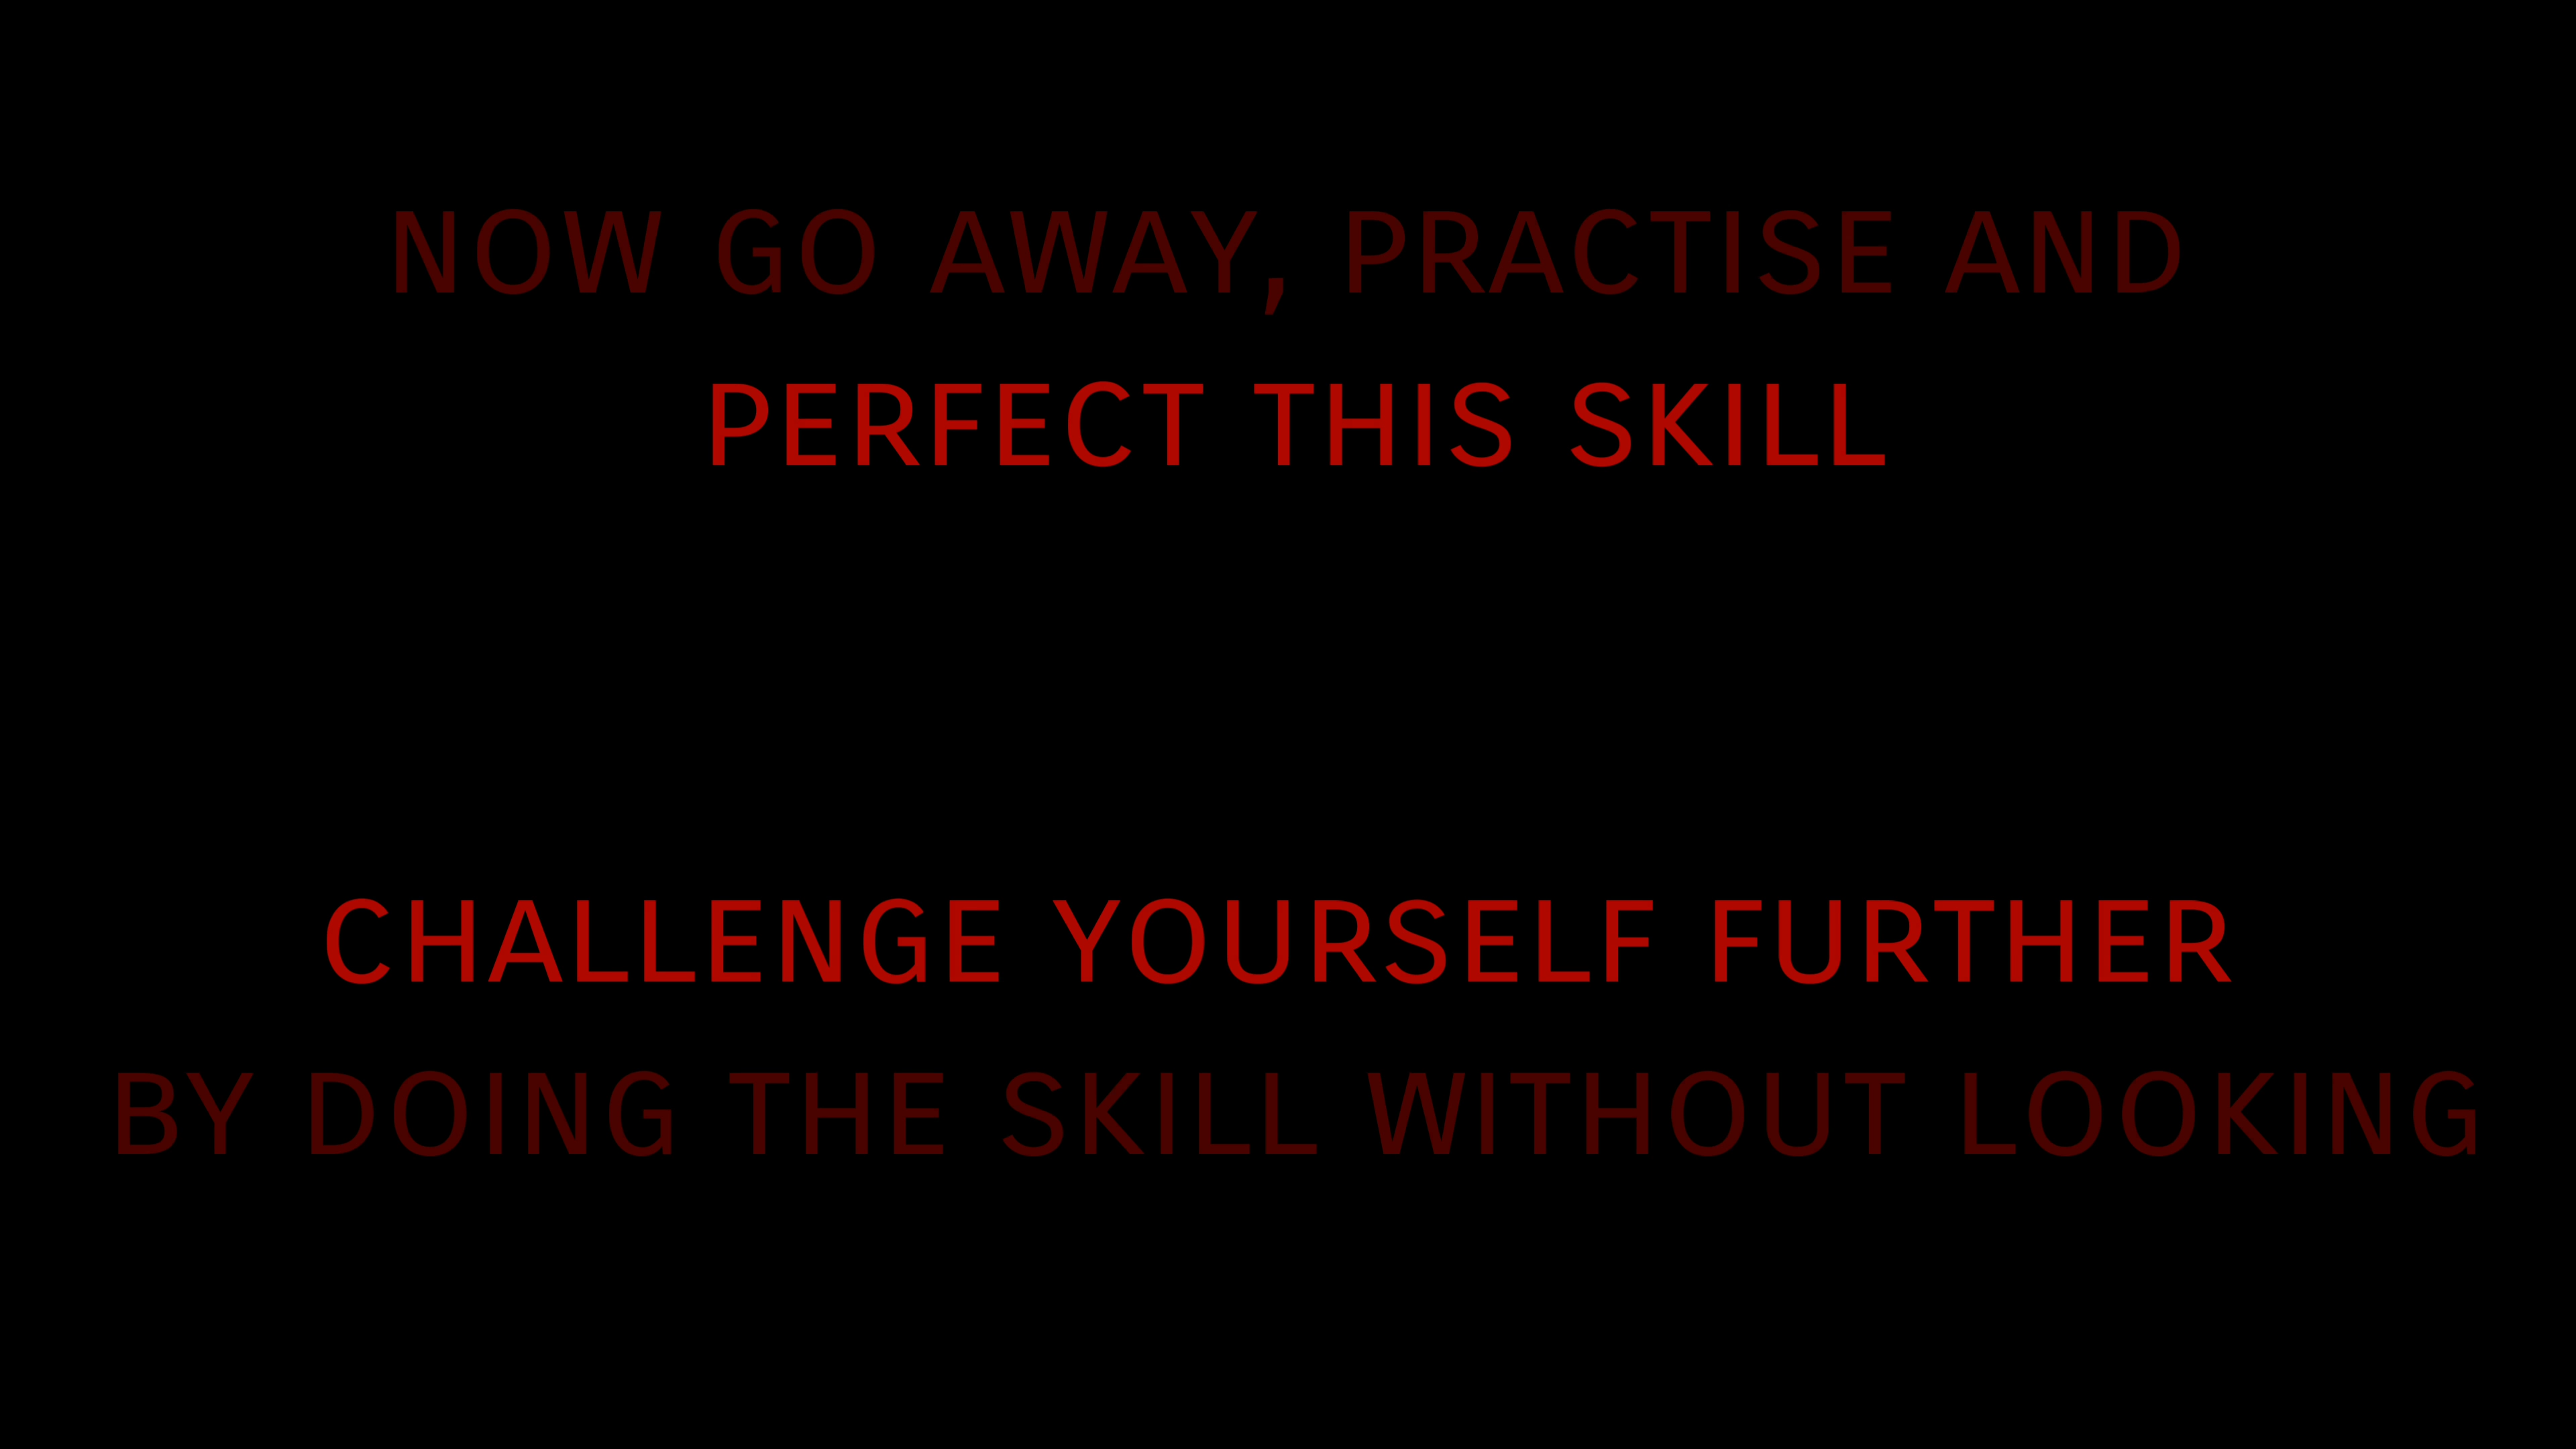 NOW GO AWAY, PRACTISE AND
PERFECT THIS SKILL
CHALLENGE YOURSELF FURTHER
BY DOING THE SKILL WITHOUT LOOKING